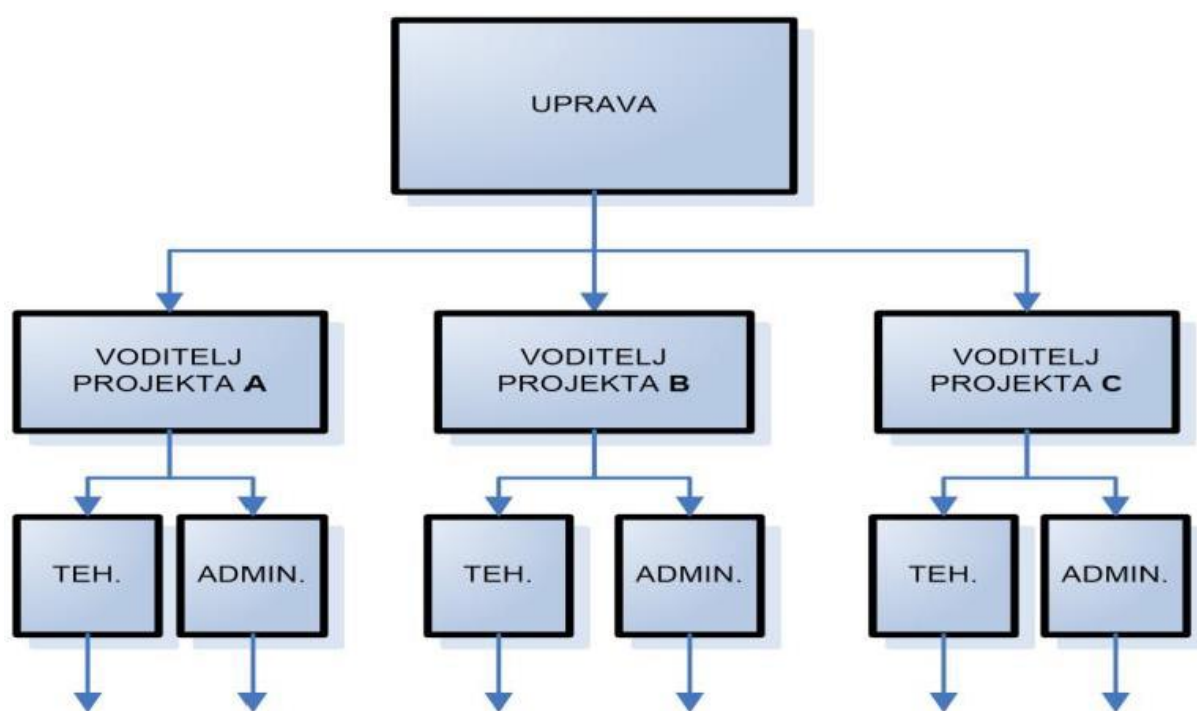 UPRAVA
VODITELJ
PROJEKTA A
VODITELJ
PROJEKTA B
VODITELJ
PROJEKTA C
TEH.
ADMIN.
TEH.
ADMIN.
TEH.
ADMIN.